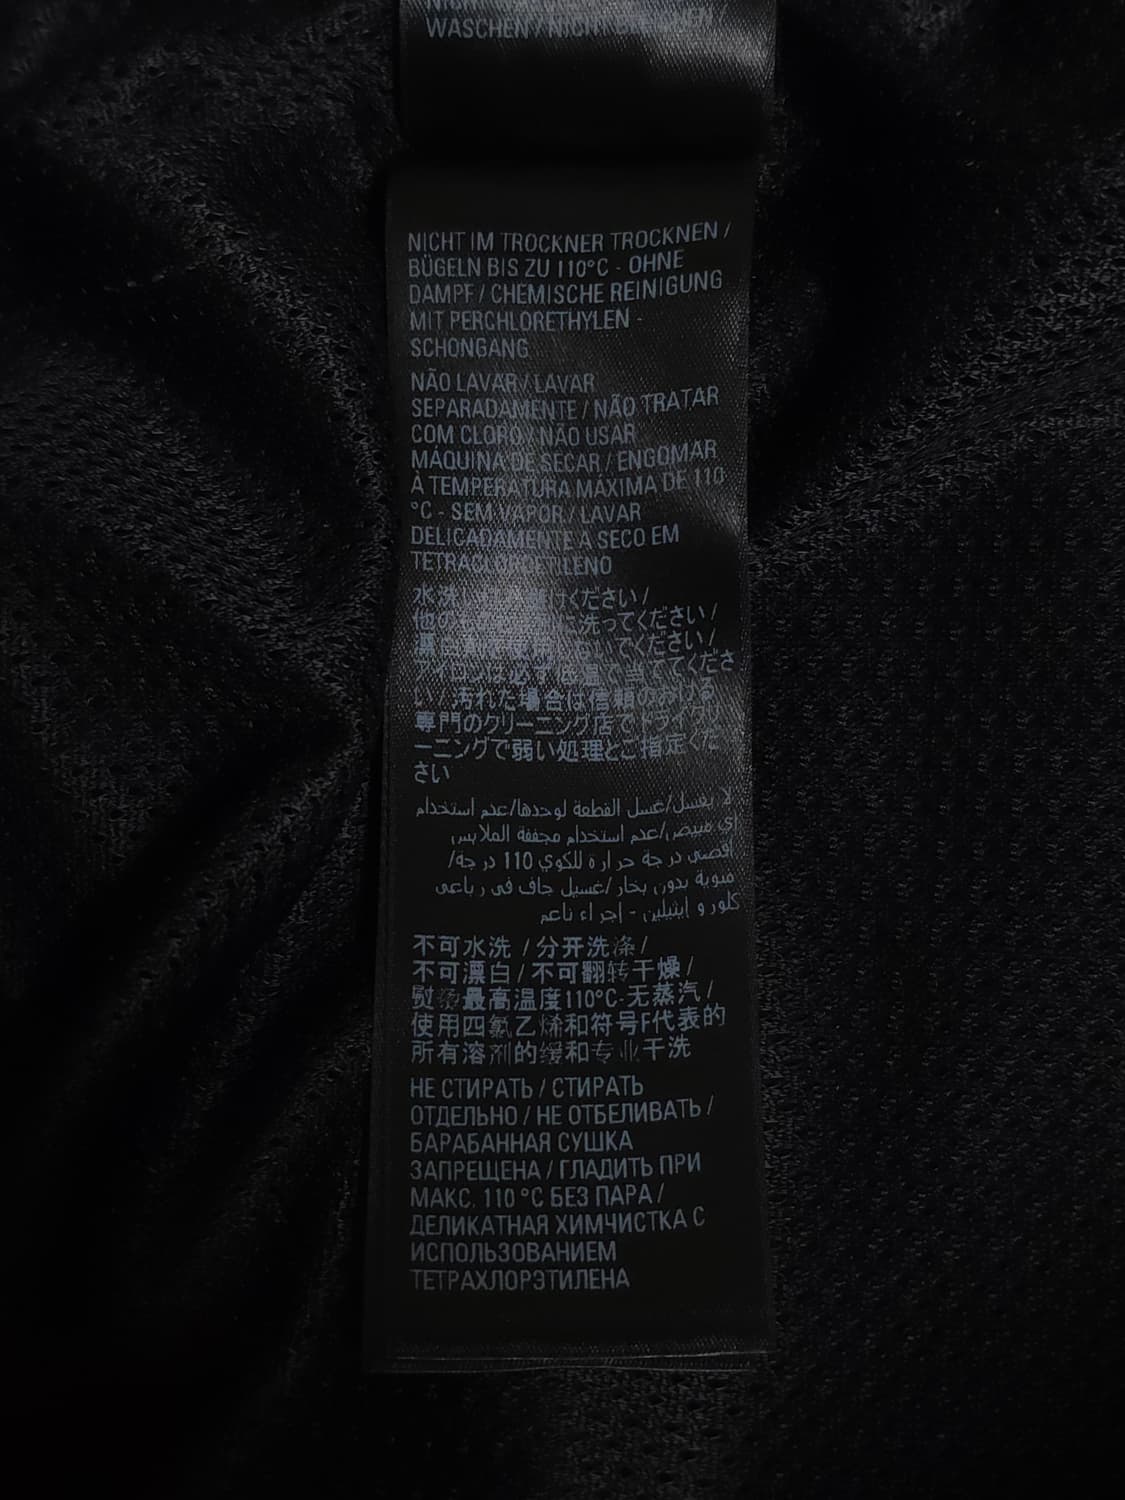 WASCHEN / NICHT
NICHT IM TROCKNER TROCKNEN /
BÜGELN BIS ZU 110°C - OHNE
DAMPF / CHEMISCHE REINIGUNG
MIT PERCHLORETHYLEN -
SCHONGANG
NÃO LAVAR / LAVAR
SEPARADAMENTE / NÃO TRATAR
COM CLORO / NÃO USAR
MÁQUINA DE SECAR / ENGOMAR
À TEMPERATURA MÁXIMA DE 110
°C - SEM VAPOR / LAVAR
DELICADAMENTE A SECO EM
TETRACLOROETILENO
ください /
他の に洗ってください /
でください /
アイロンは必ず で当ててくださ
い / 汚れた場合は信頼のおける
専門のクリーニング店でドライクリ
ーニングで弱い処理とご指定くだ
さい
لا يغسل/غسل القطعة لوحدها/عدم استخدام
اي مبيض/عدم استخدام مجففة الملابس
اقصى درجة حرارة للكوي 110 درجة/
مئوية بدون بخار/غسيل جاف في رباعي
كلورو ايثيلين - اجراء ناعم
不可水洗 / 分开洗涤 /
不可漂白 / 不可翻转干燥 /
熨烫最高温度110°C-无蒸汽 /
使用四氯乙烯和符号F代表的
所有溶剂的缓和专业干洗
НЕ СТИРАТЬ / СТИРАТЬ
ОТДЕЛЬНО / НЕ ОТБЕЛИВАТЬ /
БАРАБАННАЯ СУШКА
ЗАПРЕЩЕНА / ГЛАДИТЬ ПРИ
МАКС. 110 °С БЕЗ ПАРА /
ДЕЛИКАТНАЯ ХИМЧИСТКА С
ИСПОЛЬЗОВАНИЕМ
ТЕТРАХЛОРЭТИЛЕНА